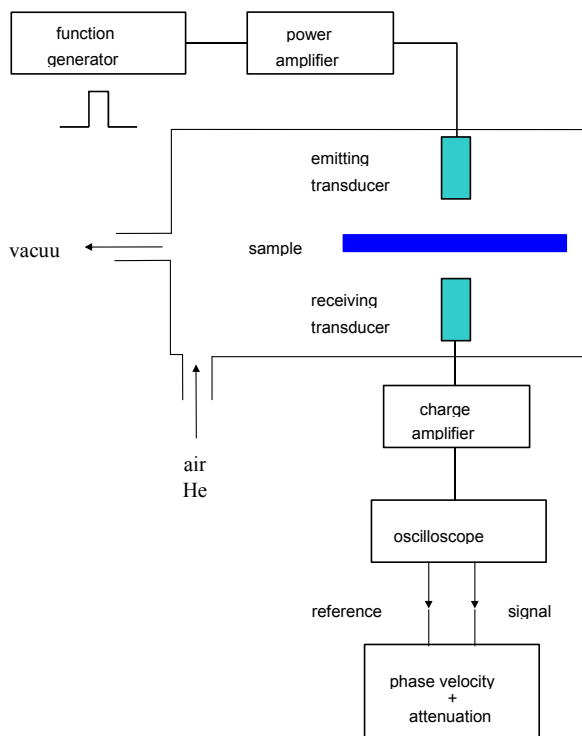 function
generator
power
amplifier
emitting
transducer
vacuu
sample
receiving
transducer
charge
amplifier
air
He
oscilloscope
reference
signal
phase velocity
+
attenuation